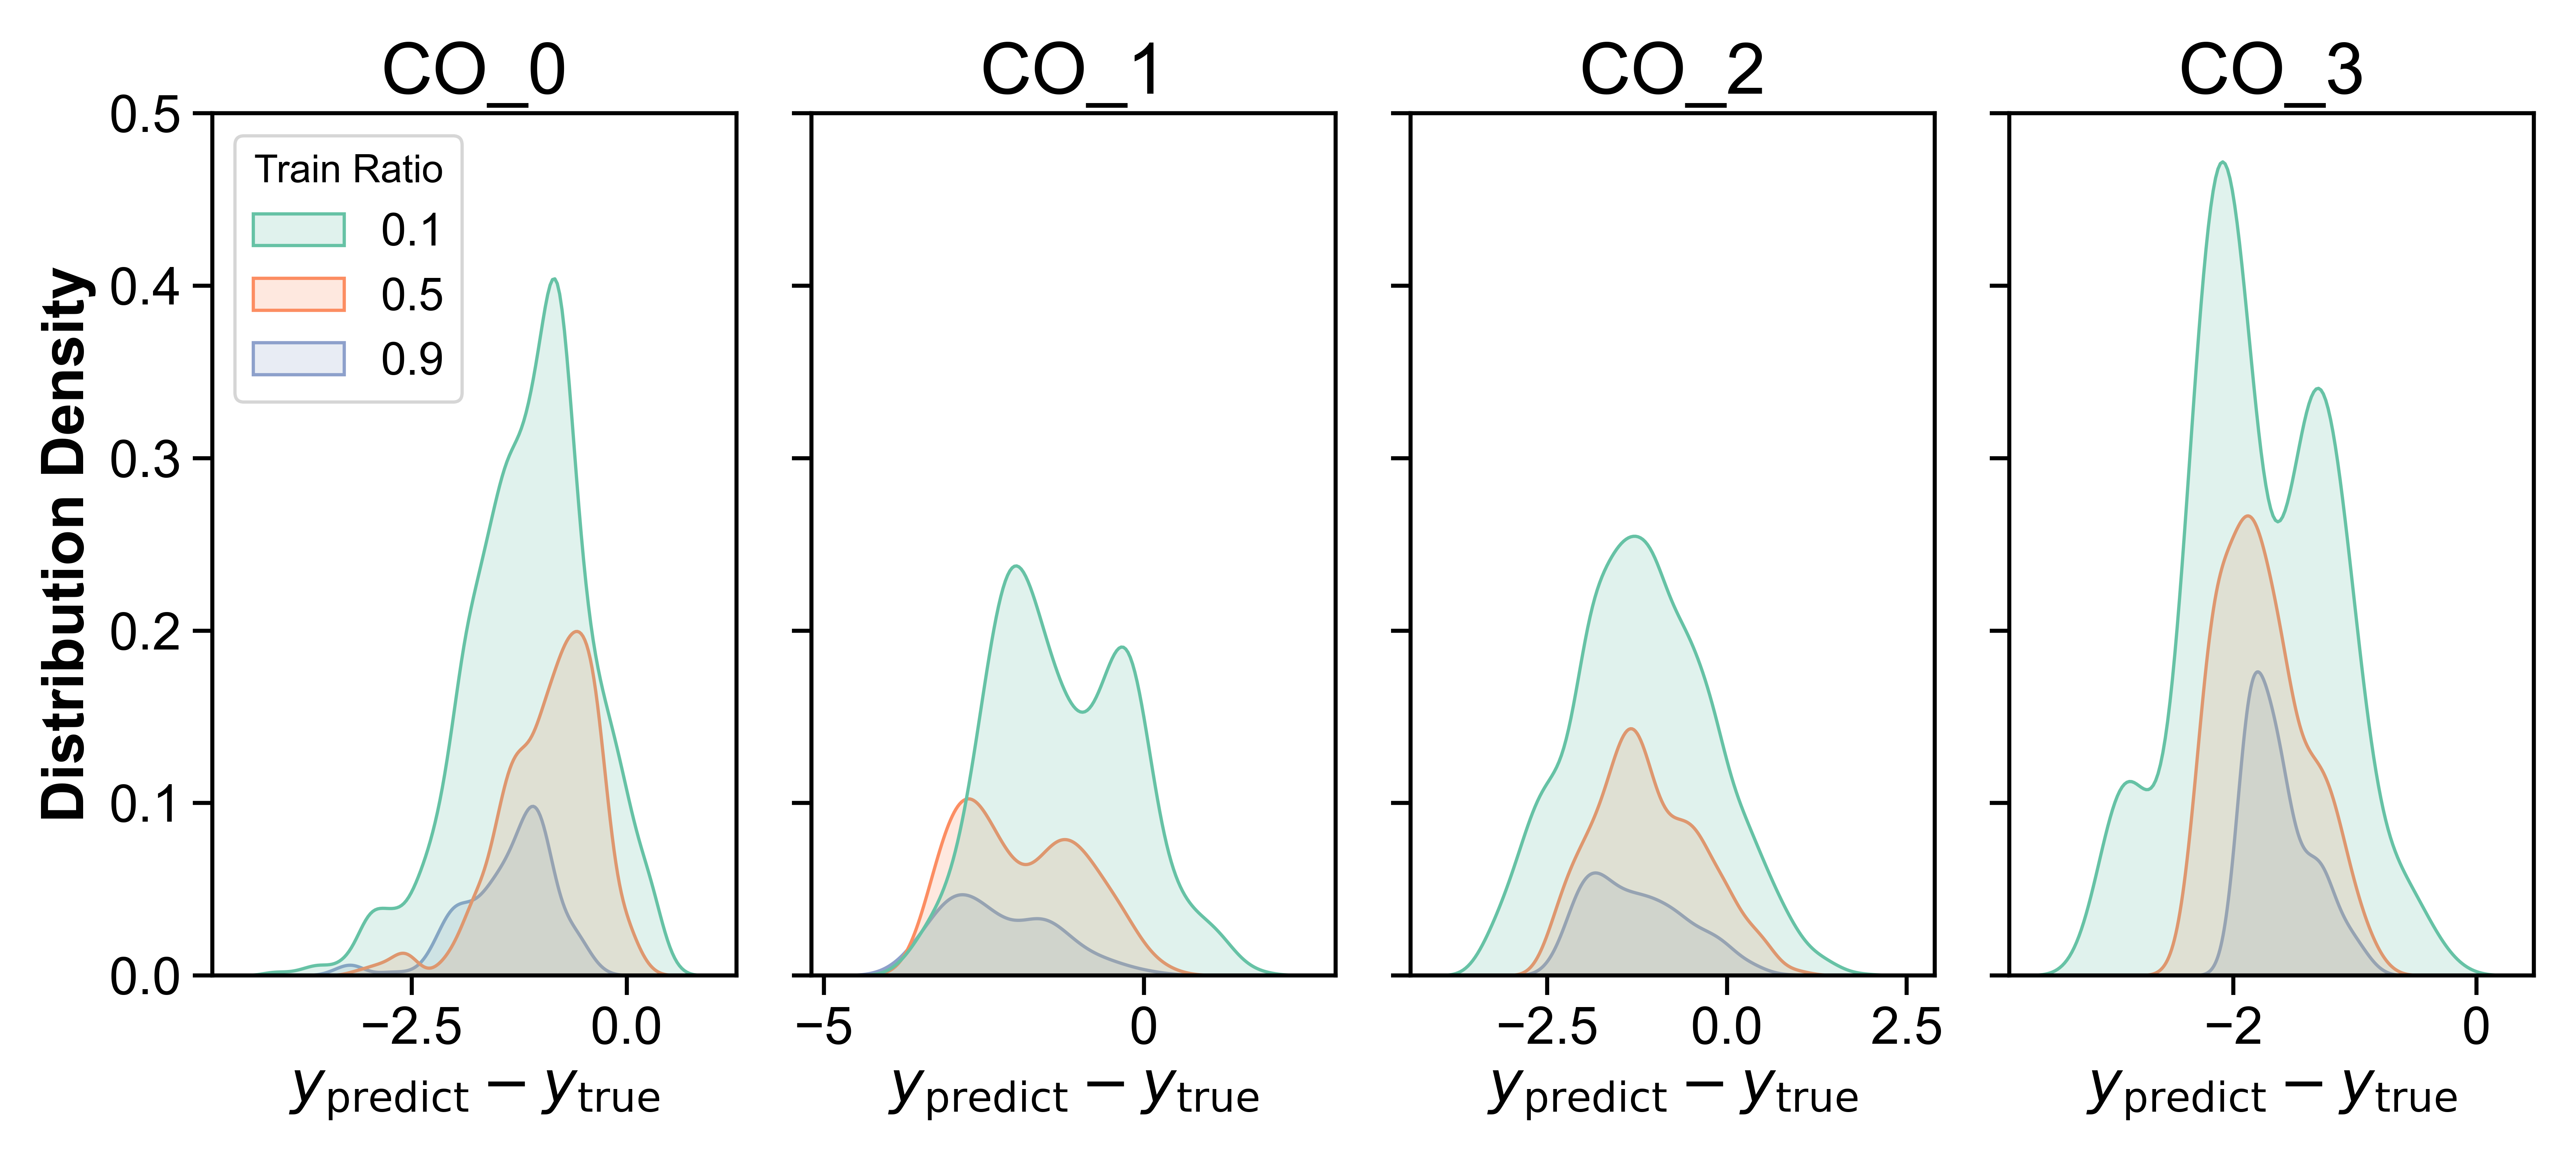 CO_0 CO_1 CO_2 CO_3
Distribution Density
0.5
0.4
0.3
0.2
0.1
0.0
Train Ratio
0.1
0.5
0.9
−2.5 0.0
−5 0
−2.5 0.0 2.5
−2 0
y_predict − y_true
y_predict − y_true
y_predict − y_true
y_predict − y_true